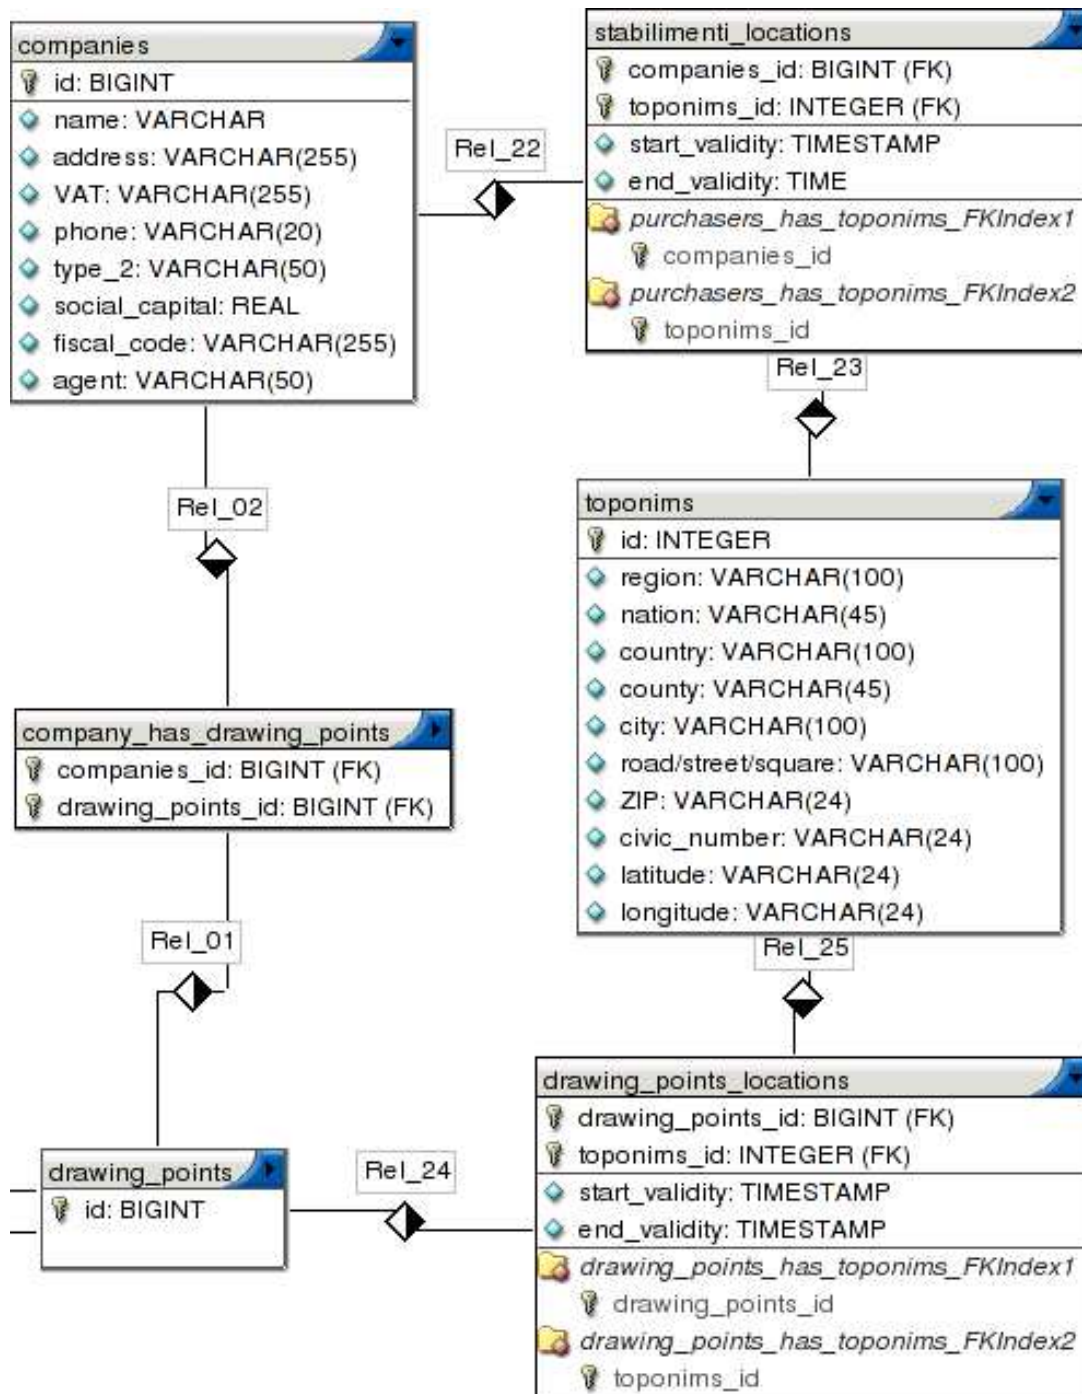 companies
id: BIGINT
name: VARCHAR
address: VARCHAR(255)
VAT: VARCHAR(255)
phone: VARCHAR(20)
type_2: VARCHAR(50)
social_capital: REAL
fiscal_code: VARCHAR(255)
agent: VARCHAR(50)
Rel_22
stabilimenti_locations
companies_id: BIGINT (FK)
toponims_id: INTEGER (FK)
start_validity: TIMESTAMP
end_validity: TIME
purchasers_has_toponims_FKIndex1
companies_id
purchasers_has_toponims_FKIndex2
toponims_id
Rel_23
Rel_02
toponims
id: INTEGER
region: VARCHAR(100)
nation: VARCHAR(45)
country: VARCHAR(100)
county: VARCHAR(45)
city: VARCHAR(100)
road/street/square: VARCHAR(100)
ZIP: VARCHAR(24)
civic_number: VARCHAR(24)
latitude: VARCHAR(24)
longitude: VARCHAR(24)
company_has_drawing_points
companies_id: BIGINT (FK)
drawing_points_id: BIGINT (FK)
Rel_01
Rel_25
drawing_points
id: BIGINT
Rel_24
drawing_points_locations
drawing_points_id: BIGINT (FK)
toponims_id: INTEGER (FK)
start_validity: TIMESTAMP
end_validity: TIMESTAMP
drawing_points_has_toponims_FKIndex1
drawing_points_id
drawing_points_has_toponims_FKIndex2
toponims_id